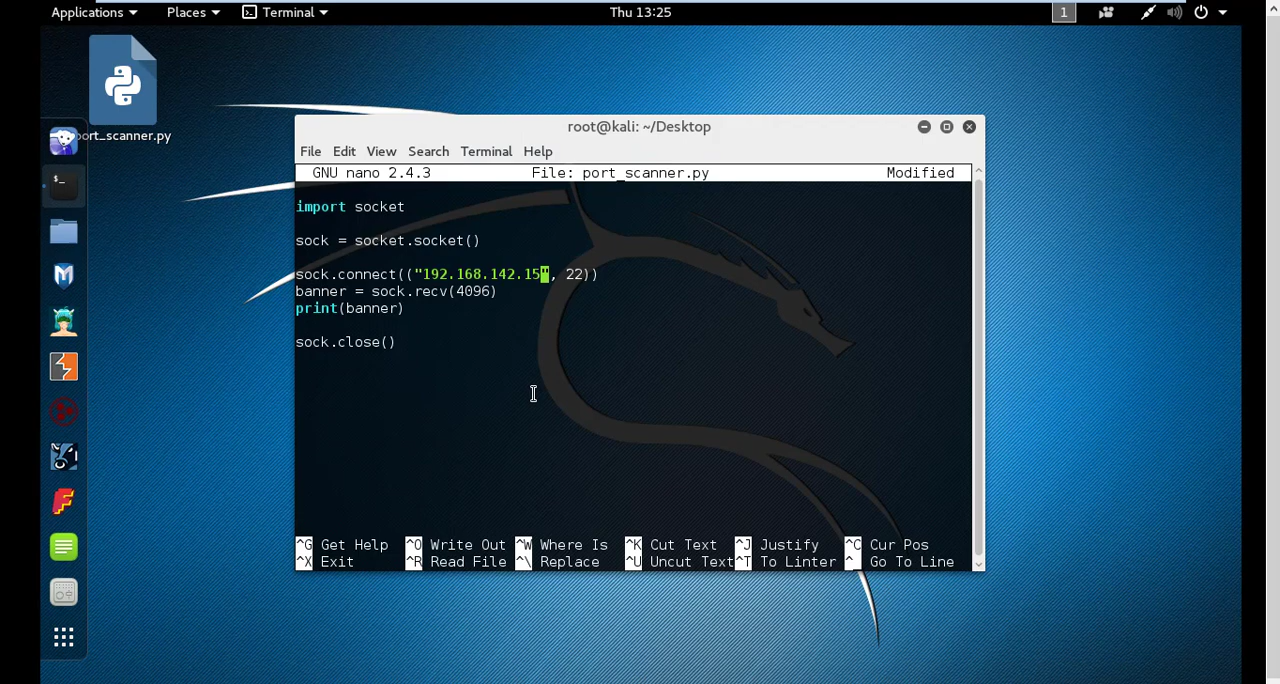 Applications Places Terminal Thu 13:25 1
port_scanner.py
root@kali: ~/Desktop
File Edit View Search Terminal Help
GNU nano 2.4.3 File: port_scanner.py Modified
import socket
sock = socket.socket()
sock.connect(("192.168.142.15", 22))
banner = sock.recv(4096)
print(banner)
sock.close()
^G Get Help ^O Write Out ^W Where Is ^K Cut Text ^J Justify ^C Cur Pos
^X Exit ^R Read File ^\ Replace ^U Uncut Text ^T To Linter ^_ Go To Line